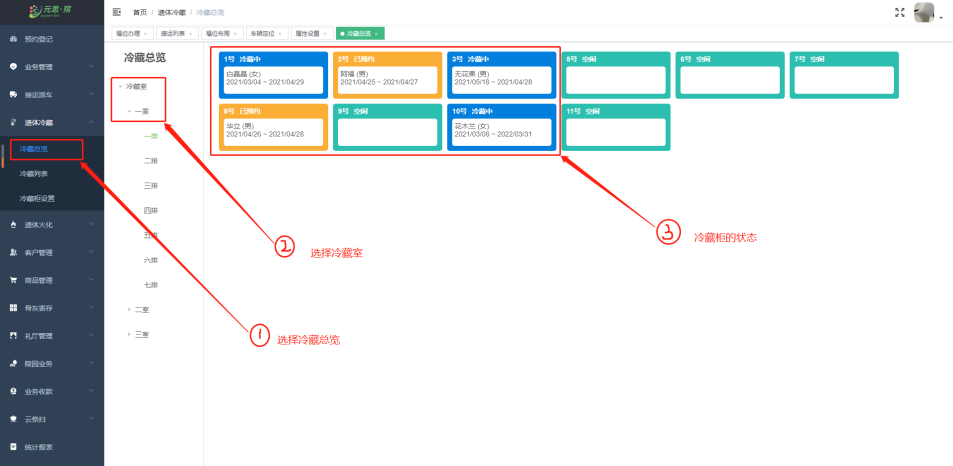 元思·殡
首页 / 遗体冷藏 / 冷藏总览
福位办理 × 接运列表 × 福位布局 × 车辆定位 × 属性设置 × 冷藏总览 ×
预约登记
业务管理
接运派车
遗体冷藏
冷藏总览
冷藏列表
冷藏柜设置
遗体火化
客户管理
商品管理
骨灰寄存
礼厅管理
陵园业务
业务收款
云祭扫
统计报表
冷藏总览
冷藏室
一室
一排
二排
三排
四排
五排
六排
七排
二室
三室
1号 冷藏中
白晶晶 (女)
2021/03/04 ~ 2021/04/29
2号 已预约
阿福 (男)
2021/04/25 ~ 2021/04/27
3号 冷藏中
无花果 (男)
2021/05/18 ~ 2021/04/28
5号 空闲
6号 空闲
7号 空闲
8号 已预约
华立 (男)
2021/04/26 ~ 2021/04/28
9号 空闲
10号 冷藏中
花木兰 (女)
2021/03/08 ~ 2022/03/31
11号 空闲
① 选择冷藏总览
② 选择冷藏室
③ 冷藏柜的状态